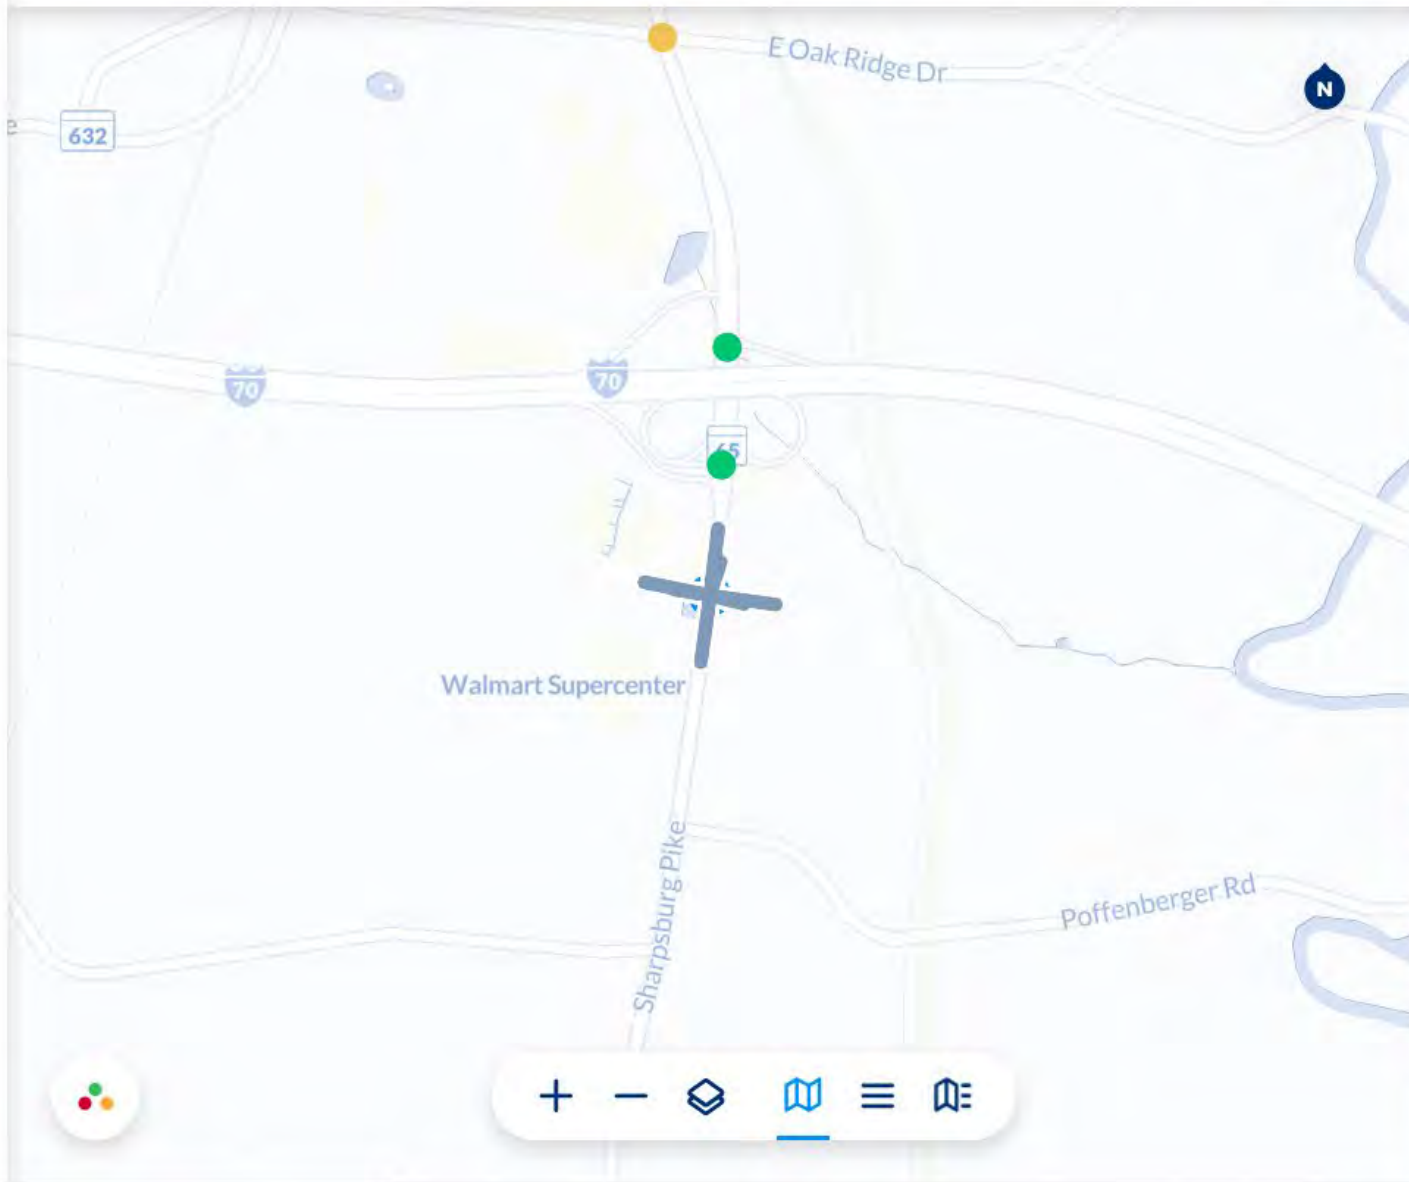 E Oak Ridge Dr
N
e
632
70
70
65
Walmart Supercenter
Sharpsburg Pike
Poffenberger Rd